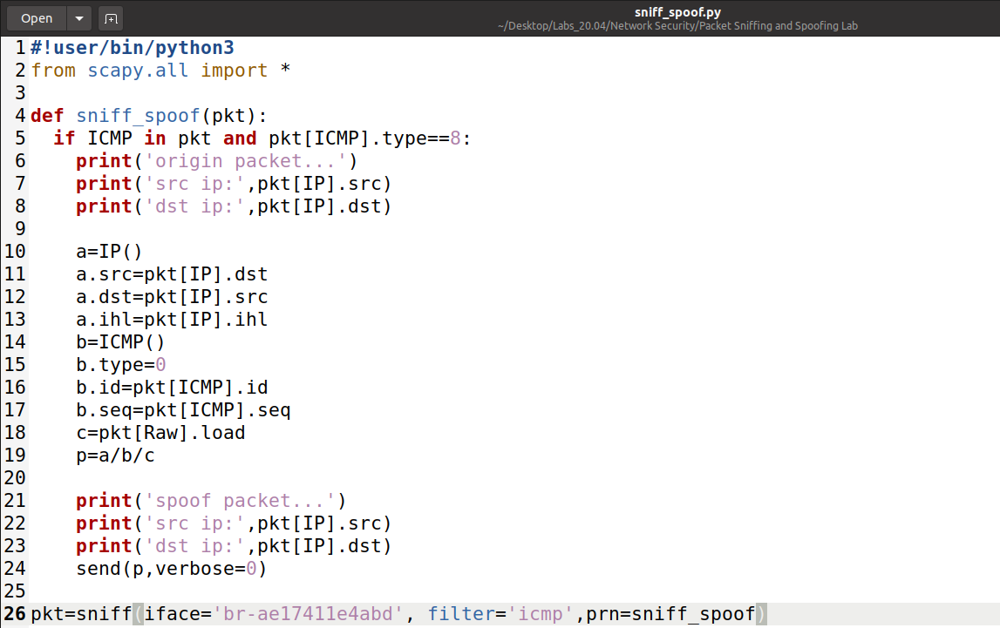 Open
sniff_spoof.py
~/Desktop/Labs_20.04/Network Security/Packet Sniffing and Spoofing Lab
1 #!user/bin/python3
2 from scapy.all import *
3
4 def sniff_spoof(pkt):
5   if ICMP in pkt and pkt[ICMP].type==8:
6     print('origin packet...')
7     print('src ip:',pkt[IP].src)
8     print('dst ip:',pkt[IP].dst)
9
10     a=IP()
11     a.src=pkt[IP].dst
12     a.dst=pkt[IP].src
13     a.ihl=pkt[IP].ihl
14     b=ICMP()
15     b.type=0
16     b.id=pkt[ICMP].id
17     b.seq=pkt[ICMP].seq
18     c=pkt[Raw].load
19     p=a/b/c
20
21     print('spoof packet...')
22     print('src ip:',pkt[IP].src)
23     print('dst ip:',pkt[IP].dst)
24     send(p,verbose=0)
25
26 pkt=sniff(iface='br-ae17411e4abd', filter='icmp',prn=sniff_spoof)